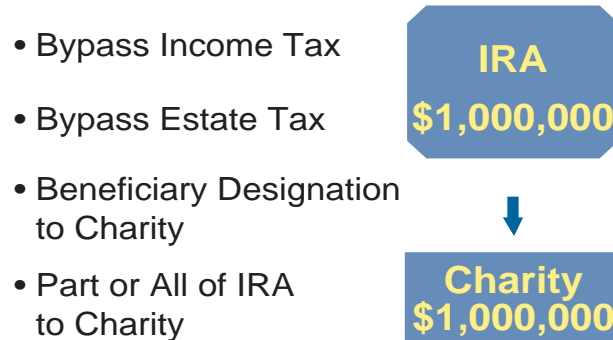 • Bypass Income Tax
• Bypass Estate Tax
• Beneficiary Designation
to Charity
• Part or All of IRA
to Charity
IRA
$1,000,000
Charity
$1,000,000